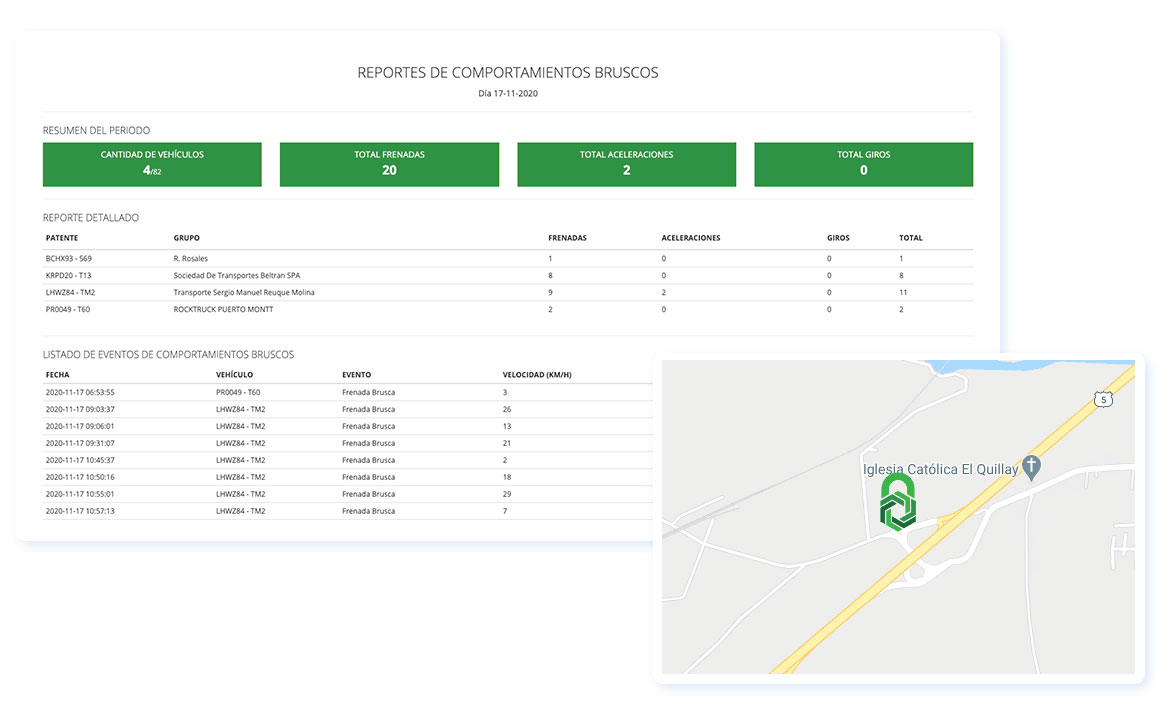 REPORTES DE COMPORTAMIENTOS BRUSCOS
Día 17-11-2020
RESUMEN DEL PERIODO
CANTIDAD DE VEHÍCULOS TOTAL FRENADAS TOTAL ACELERACIONES TOTAL GIROS
4/82 20 2 0
REPORTE DETALLADO
PATENTE GRUPO FRENADAS ACELERACIONES GIROS TOTAL
BCHX93 - 569 R. Rosales 1 0 0 1
KRPD20 - T13 Sociedad De Transportes Beltran SPA 8 0 0 8
LHWZ84 - TM2 Transporte Sergio Manuel Reuque Molina 9 2 0 11
PR0049 - T60 ROCKTRUCK PUERTO MONTT 2 0 0 2
LISTADO DE EVENTOS DE COMPORTAMIENTOS BRUSCOS
FECHA VEHÍCULO EVENTO VELOCIDAD (KM/H)
2020-11-17 06:53:55 PR0049 - T60 Frenada Brusca 3
2020-11-17 09:03:37 LHWZ84 - TM2 Frenada Brusca 26
2020-11-17 09:06:01 LHWZ84 - TM2 Frenada Brusca 13
2020-11-17 09:31:07 LHWZ84 - TM2 Frenada Brusca 21
2020-11-17 10:45:37 LHWZ84 - TM2 Frenada Brusca 2
2020-11-17 10:50:16 LHWZ84 - TM2 Frenada Brusca 18
2020-11-17 10:55:01 LHWZ84 - TM2 Frenada Brusca 29
2020-11-17 10:57:13 LHWZ84 - TM2 Frenada Brusca 7
5
Iglesia Católica El Quillay